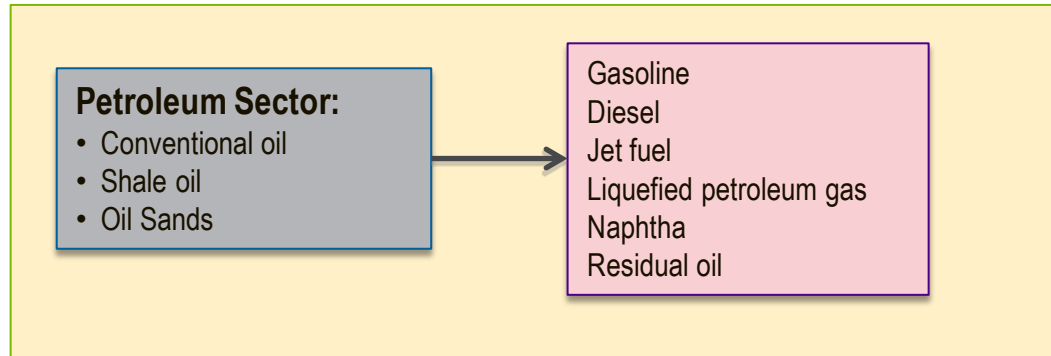 Petroleum Sector:
• Conventional oil
• Shale oil
• Oil Sands
Gasoline
Diesel
Jet fuel
Liquefied petroleum gas
Naphtha
Residual oil